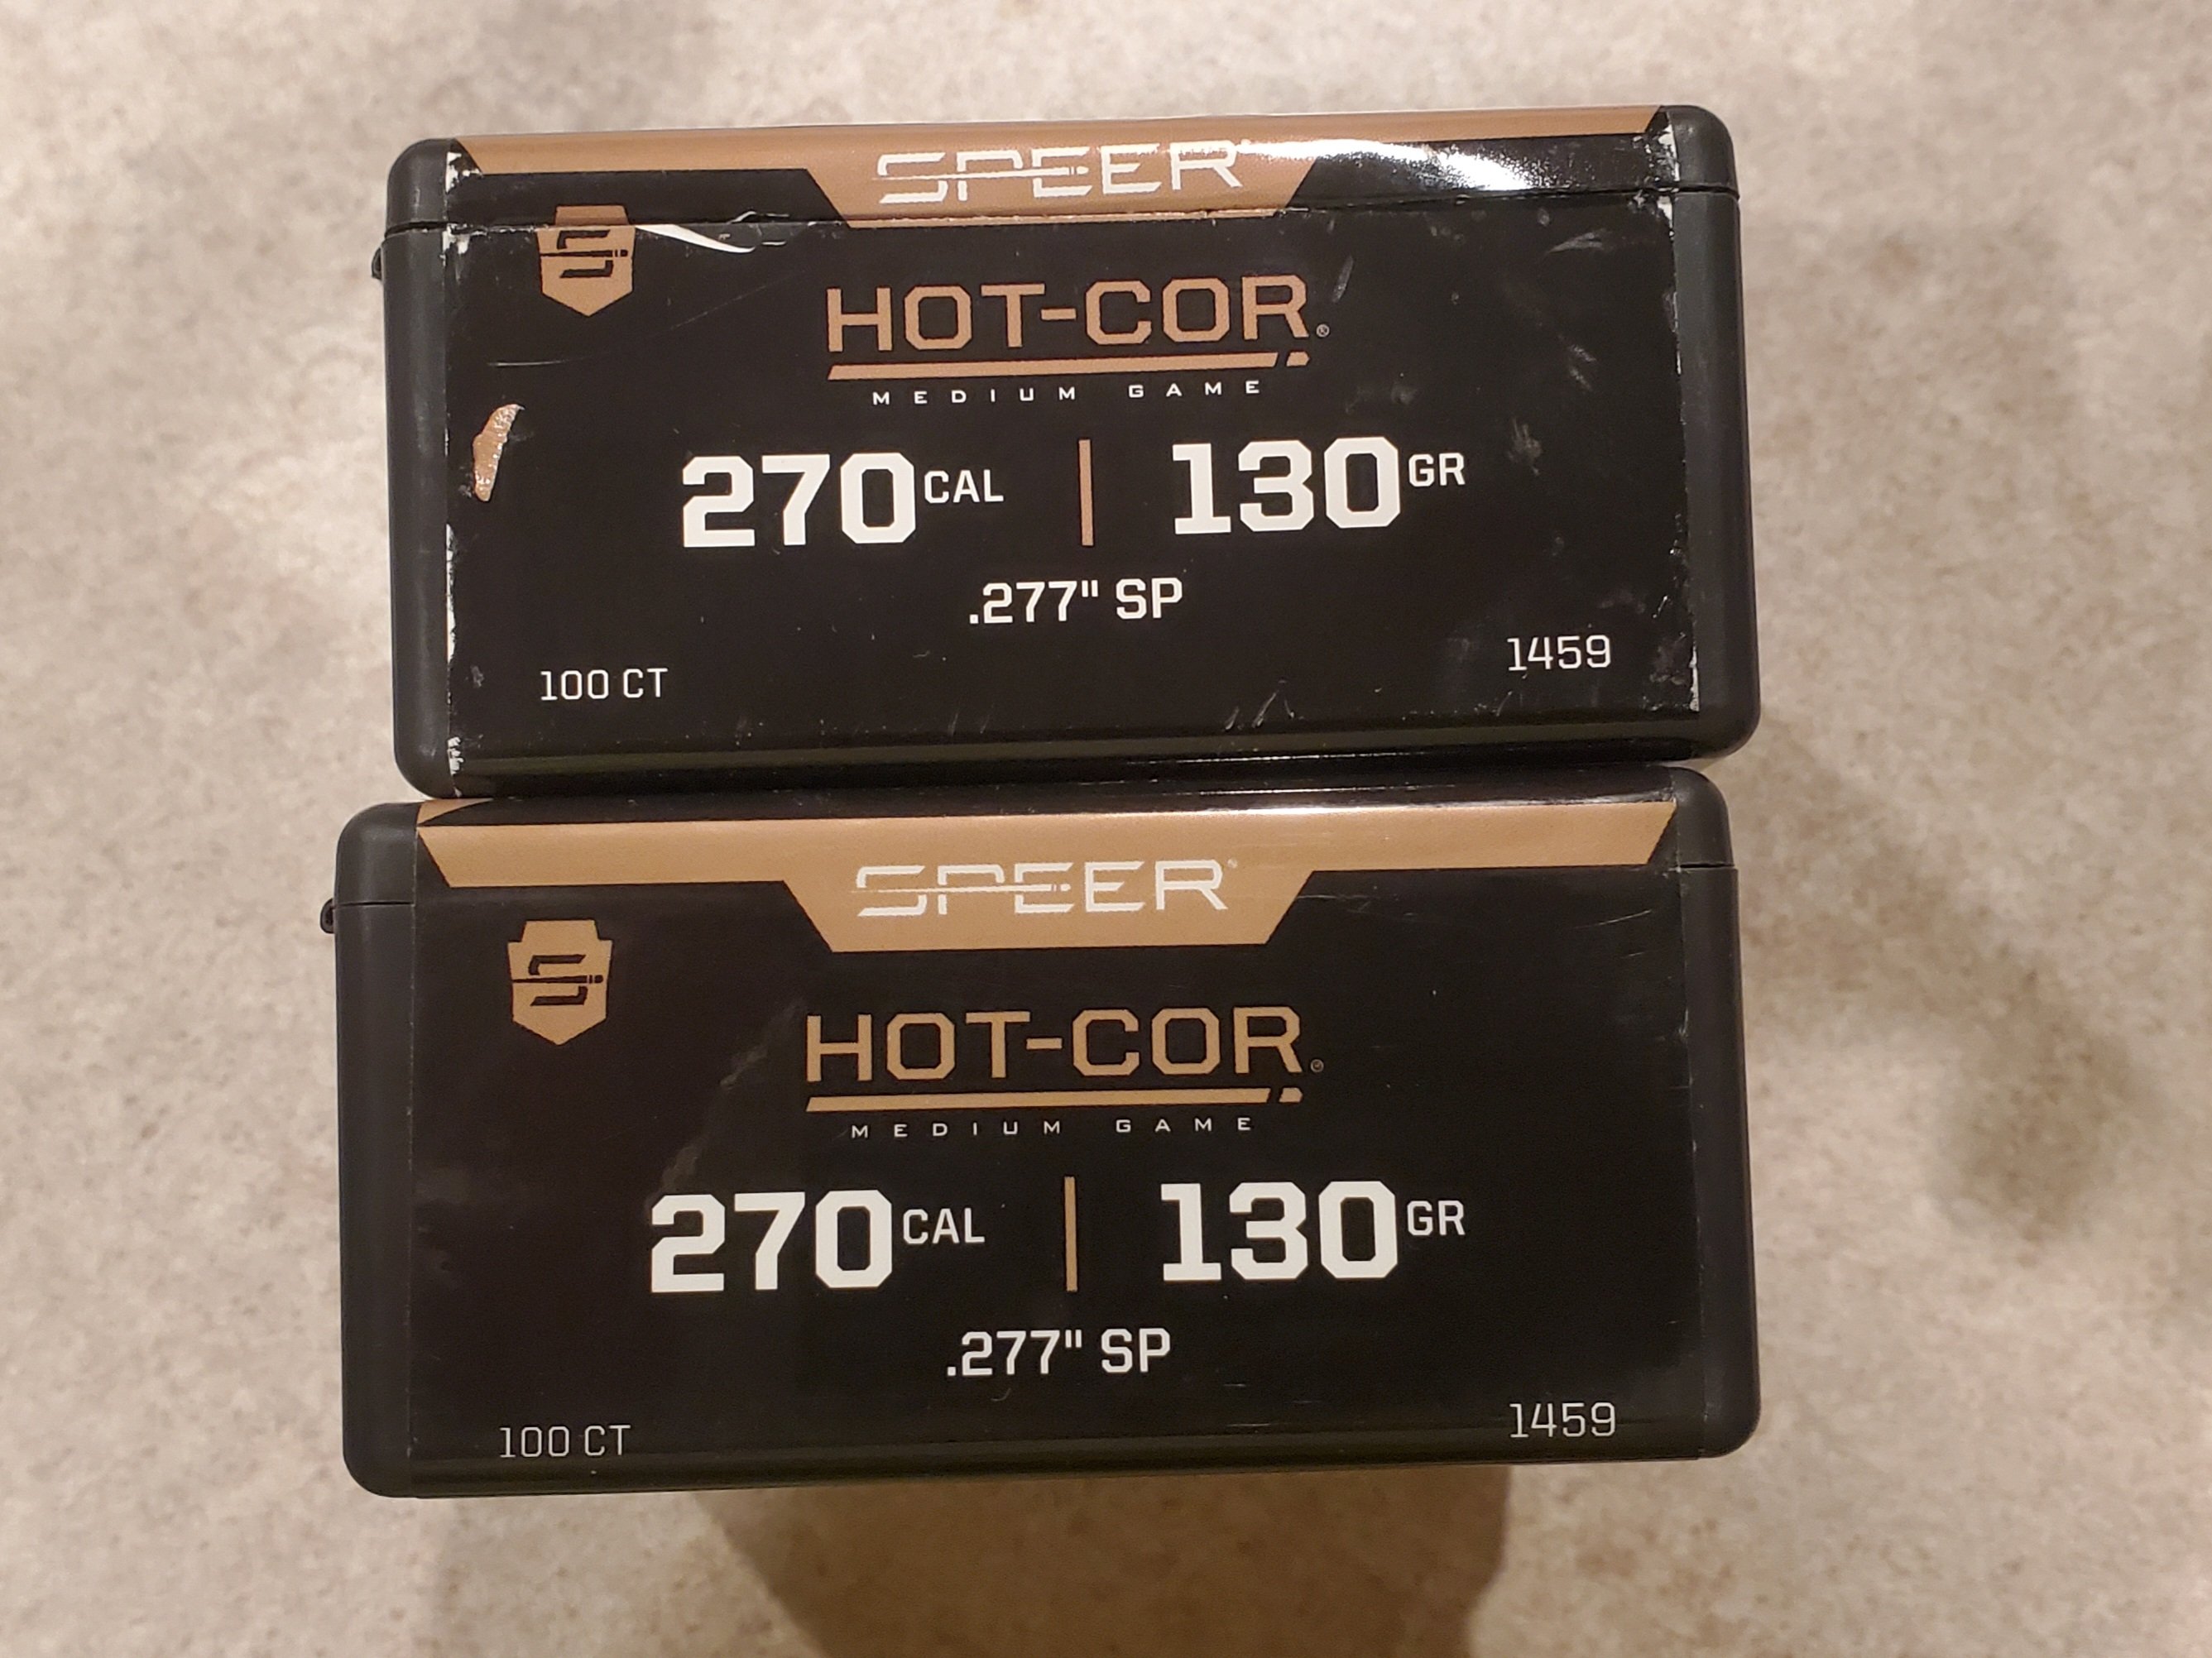 SPEER®
HOT-COR®
MEDIUM GAME
270 CAL | 130 GR
.277" SP
100 CT
1459
SPEER®
HOT-COR®
MEDIUM GAME
270 CAL | 130 GR
.277" SP
100 CT
1459